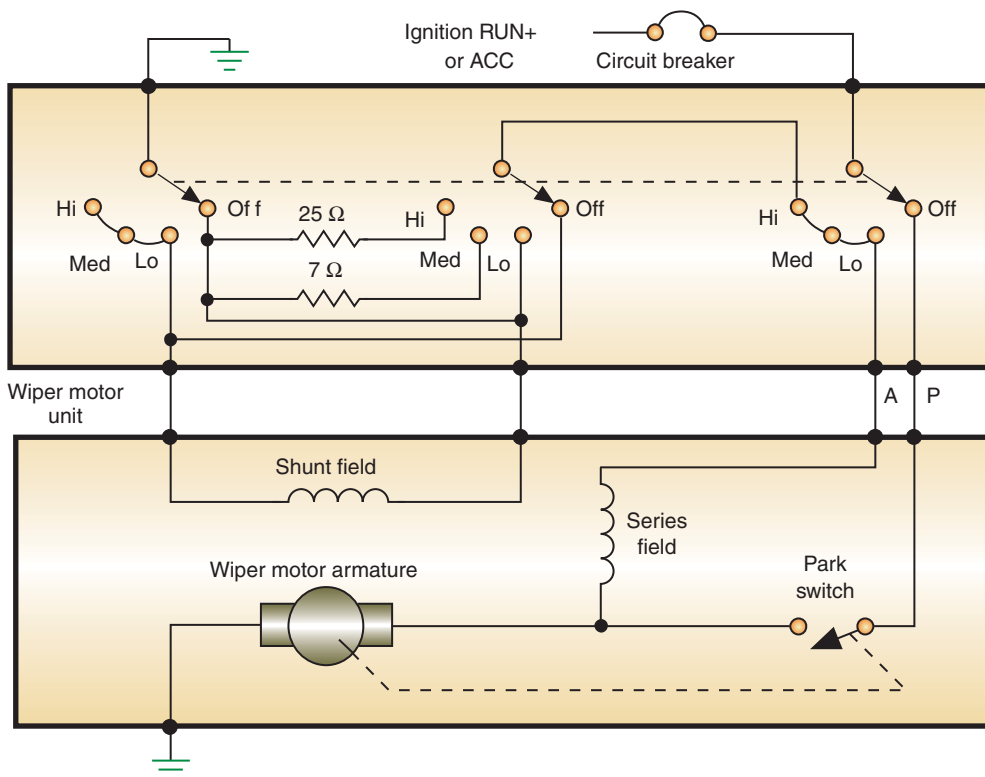 Ignition RUN+
or ACC
Circuit breaker
Hi
Med
Lo
Of f
25 Ω
7 Ω
Hi
Med
Lo
Off
Hi
Med
Lo
Off
Wiper motor
unit
A
P
Shunt field
Series
field
Wiper motor armature
Park
switch